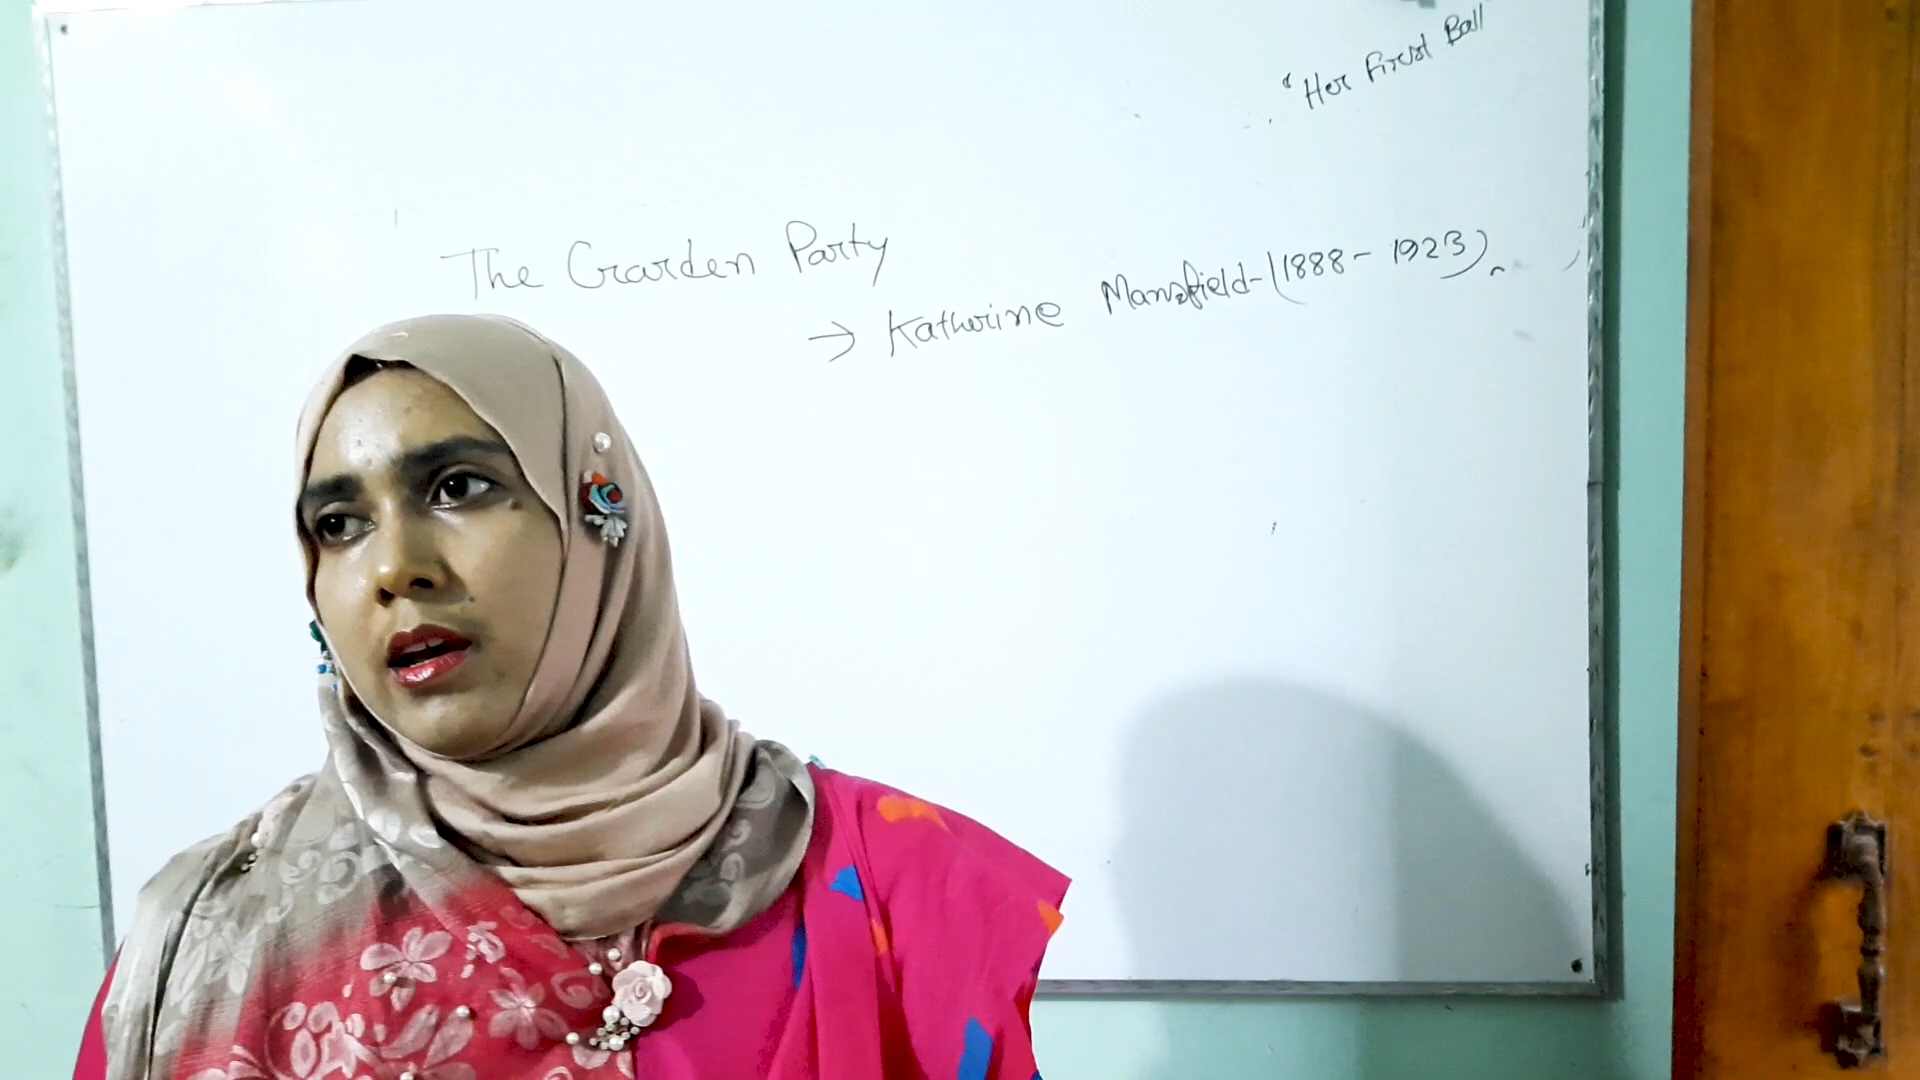 "Her First Ball
The Garden Party
→ Katherine Mansfield-(1888 - 1923)